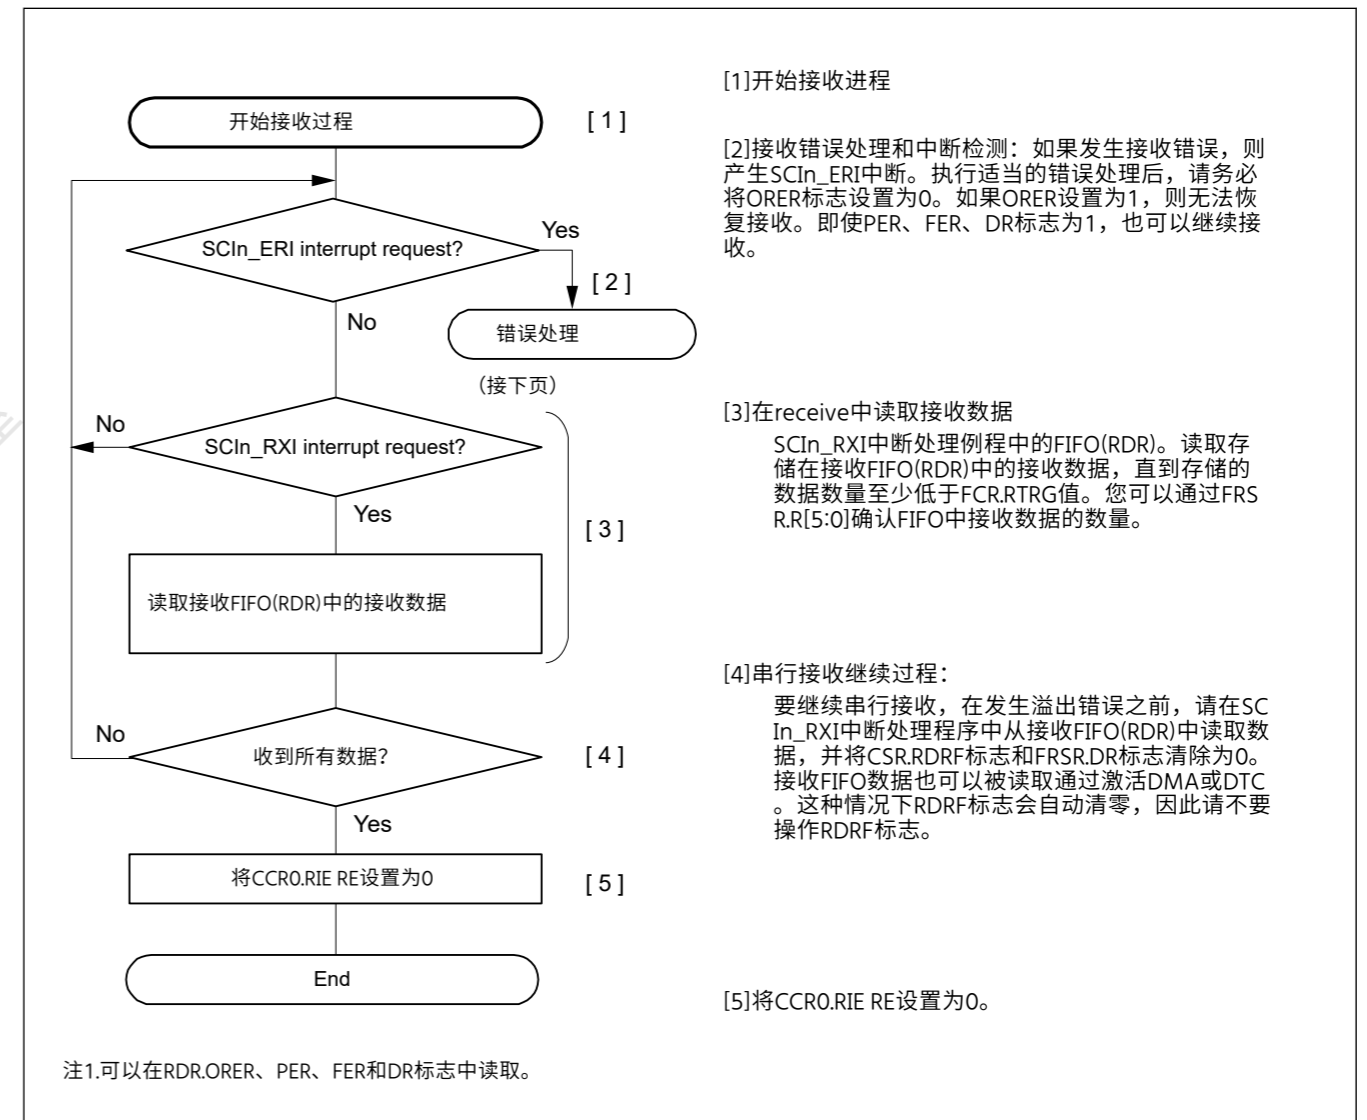 开始接收过程
[ 1 ]
SCIn_ERI interrupt request?
Yes
[ 2 ]
No
错误处理
（接下页）
No
SCIn_RXI interrupt request?
Yes
[ 3 ]
读取接收FIFO(RDR)中的接收数据
No
收到所有数据？
[ 4 ]
Yes
将CCR0.RIE RE设置为0
[ 5 ]
End
[1]开始接收进程
[2]接收错误处理和中断检测：如果发生接收错误，则
产生SCIn_ERI中断。执行适当的错误处理后，请务必
将ORER标志设置为0。如果ORER设置为1，则无法恢
复接收。即使PER、FER、DR标志为1，也可以继续接
收。
[3]在receive中读取接收数据
SCIn_RXI中断处理例程中的FIFO(RDR)。读取存
储在接收FIFO(RDR)中的接收数据，直到存储的
数据数量至少低于FCR.RTRG值。您可以通过FRS
R.R[5:0]确认FIFO中接收数据的数量。
[4]串行接收继续过程：
要继续串行接收，在发生溢出错误之前，请在SC
In_RXI中断处理程序中从接收FIFO(RDR)中读取数
据，并将CSR.RDRF标志和FRSR.DR标志清除为0。
接收FIFO数据也可以被读取通过激活DMA或DTC
。这种情况下RDRF标志会自动清零，因此请不要
操作RDRF标志。
[5]将CCR0.RIE RE设置为0。
注1.可以在RDR.ORER、PER、FER和DR标志中读取。